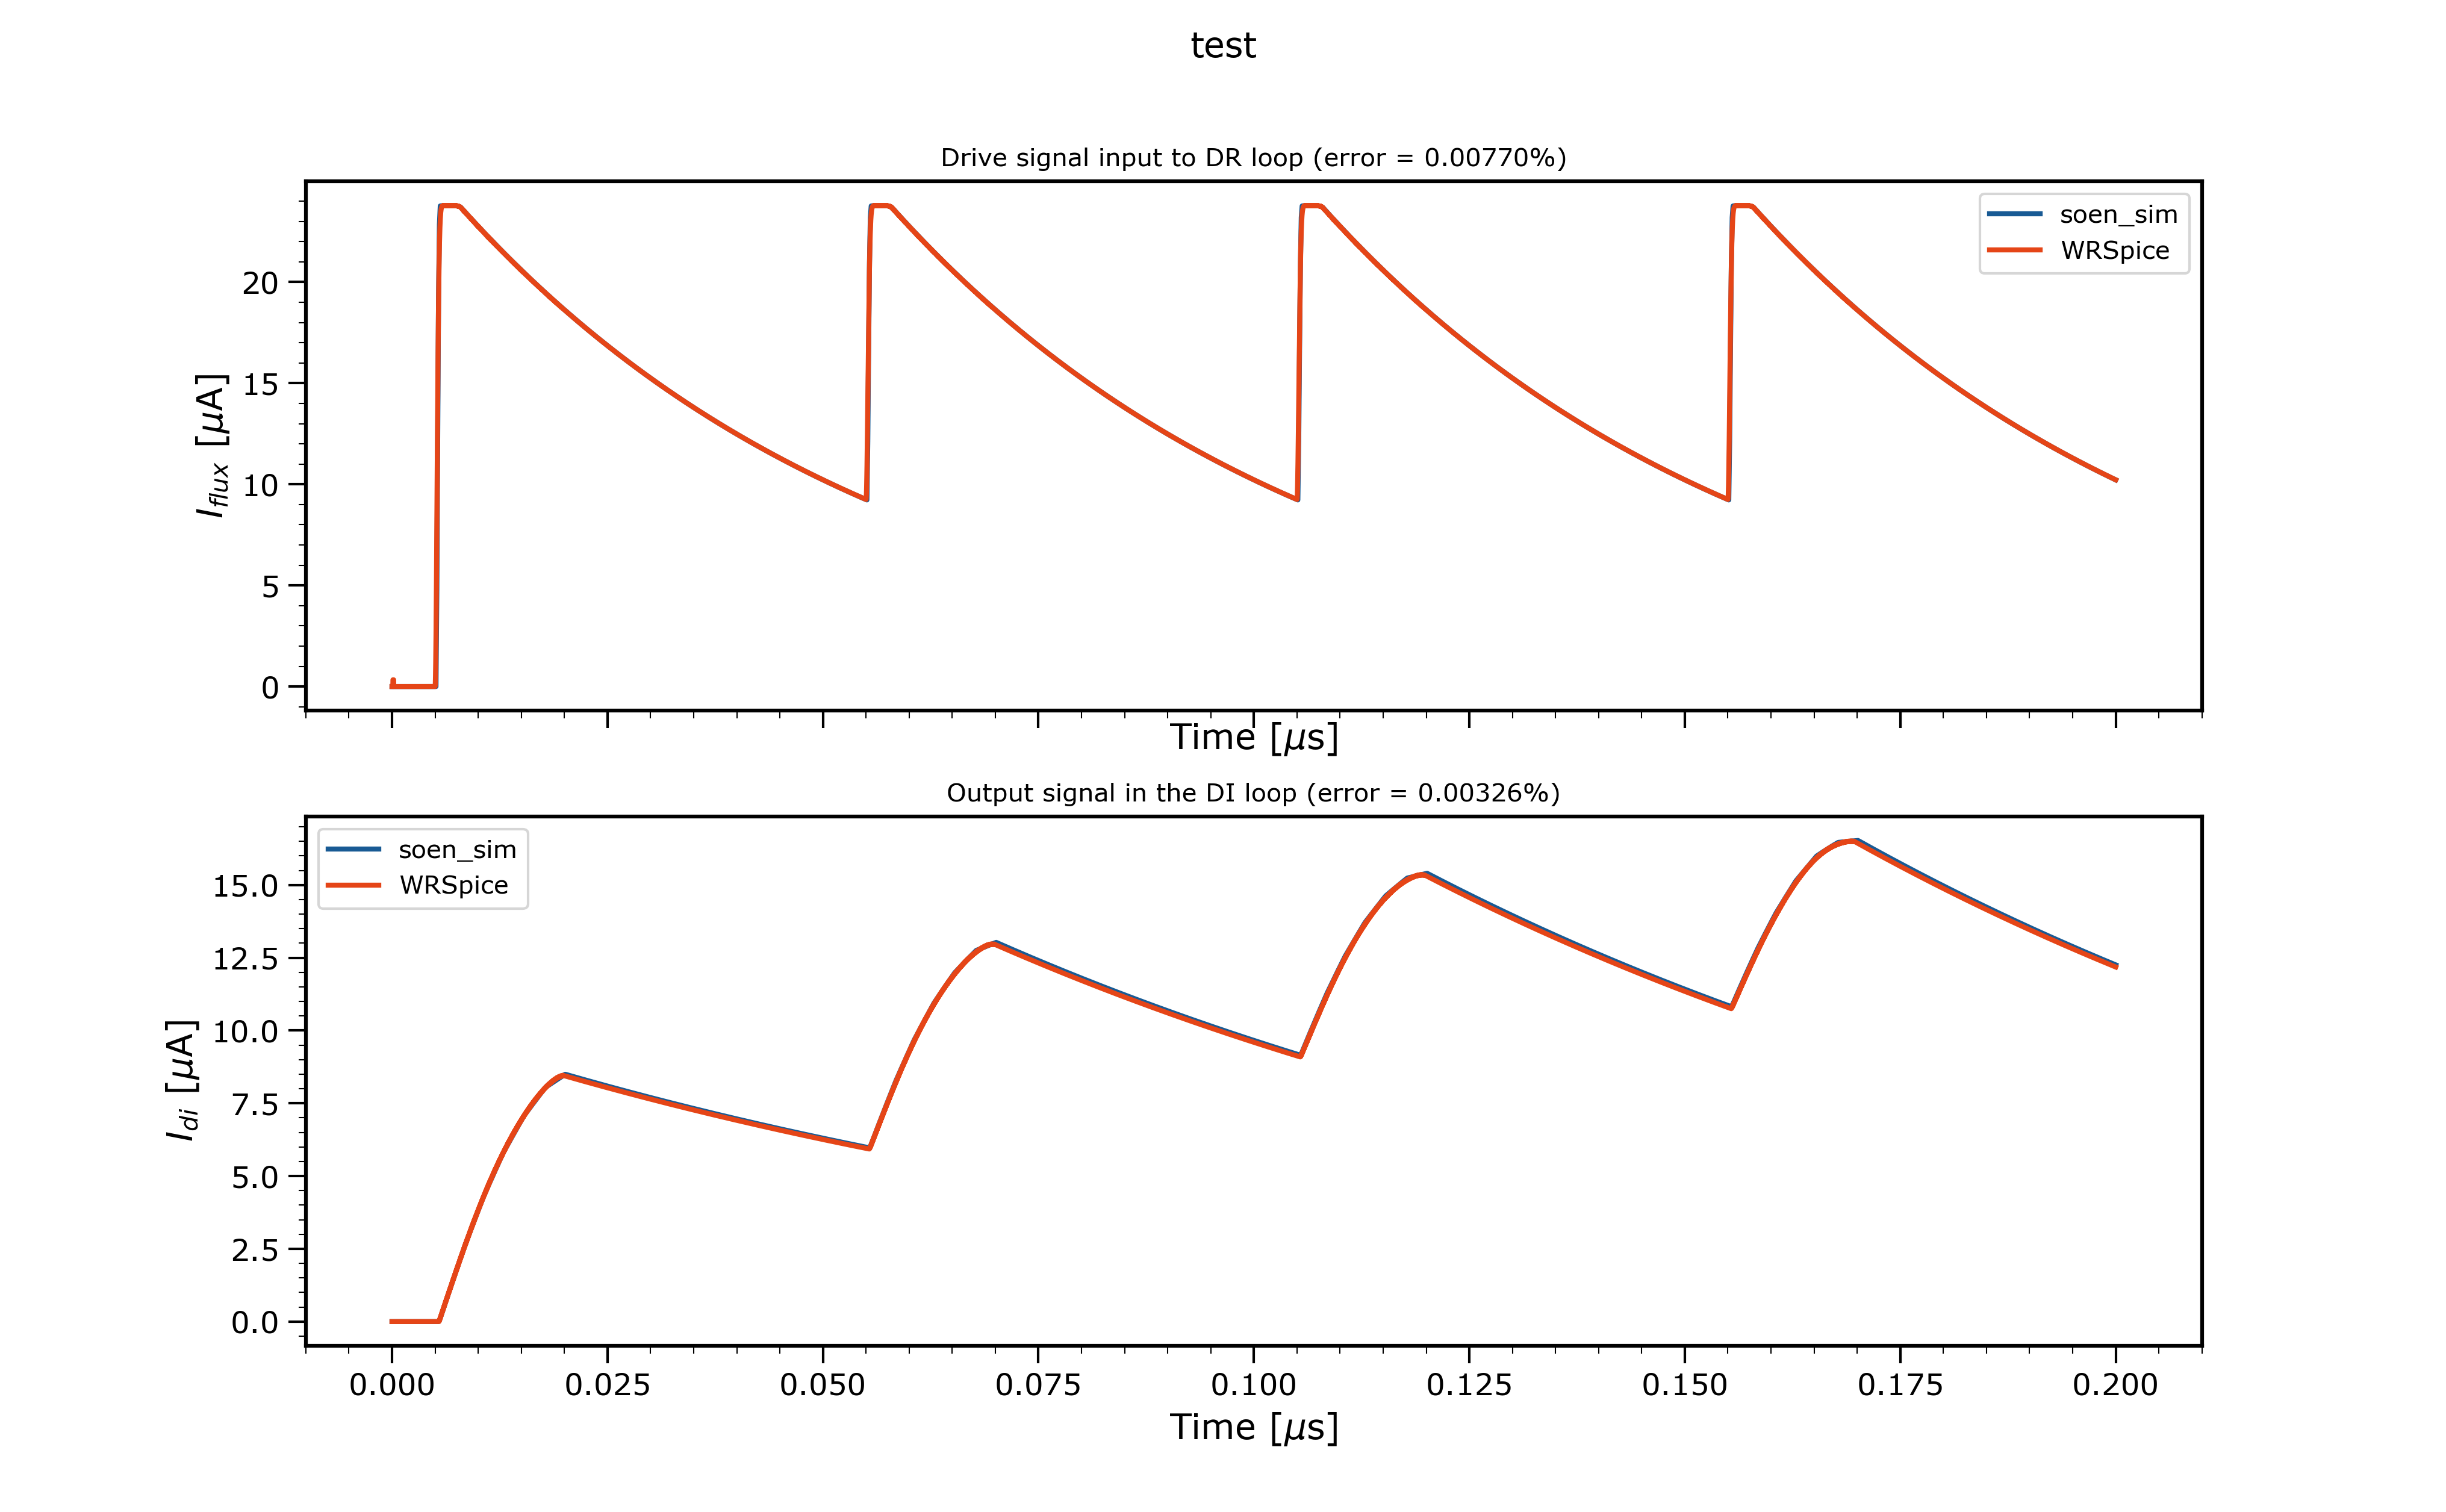 test
Drive signal input to DR loop (error = 0.00770%)
soen_sim
WRSpice
I_flux [μA]
20
15
10
5
0
Time [μs]
Output signal in the DI loop (error = 0.00326%)
soen_sim
WRSpice
I_di [μA]
15.0
12.5
10.0
7.5
5.0
2.5
0.0
0.000 0.025 0.050 0.075 0.100 0.125 0.150 0.175 0.200
Time [μs]